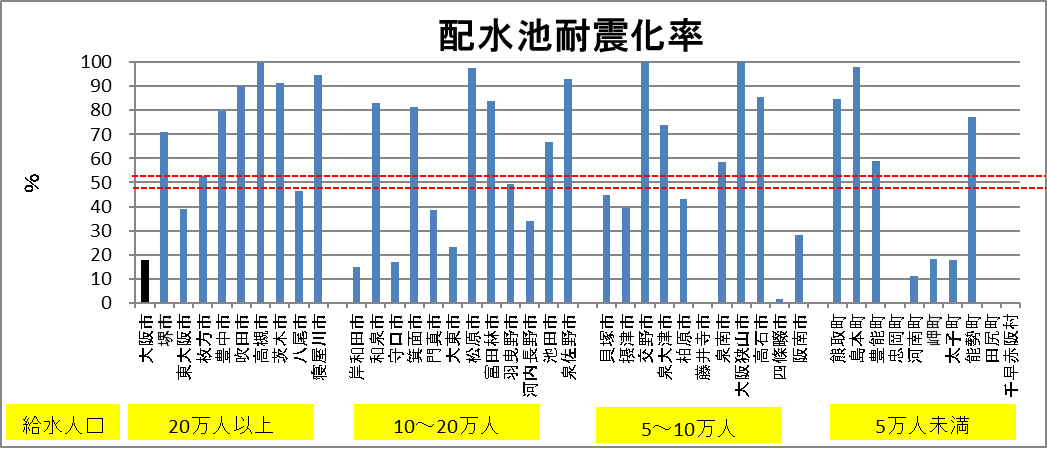 配水池耐震化率
%
100
90
80
70
60
50
40
30
20
10
0
大阪市
堺市
東大阪市
枚方市
豊中市
吹田市
高槻市
茨木市
八尾市
寝屋川市
岸和田市
和泉市
守口市
箕面市
門真市
大東市
松原市
富田林市
羽曳野市
河内長野市
池田市
泉佐野市
貝塚市
摂津市
交野市
泉大津市
柏原市
藤井寺市
泉南市
大阪狭山市
高石市
四條畷市
阪南市
熊取町
島本町
豊能町
忠岡町
河南町
岬町
太子町
能勢町
田尻町
千早赤阪村
給水人口
20万人以上
10～20万人
5～10万人
5万人未満